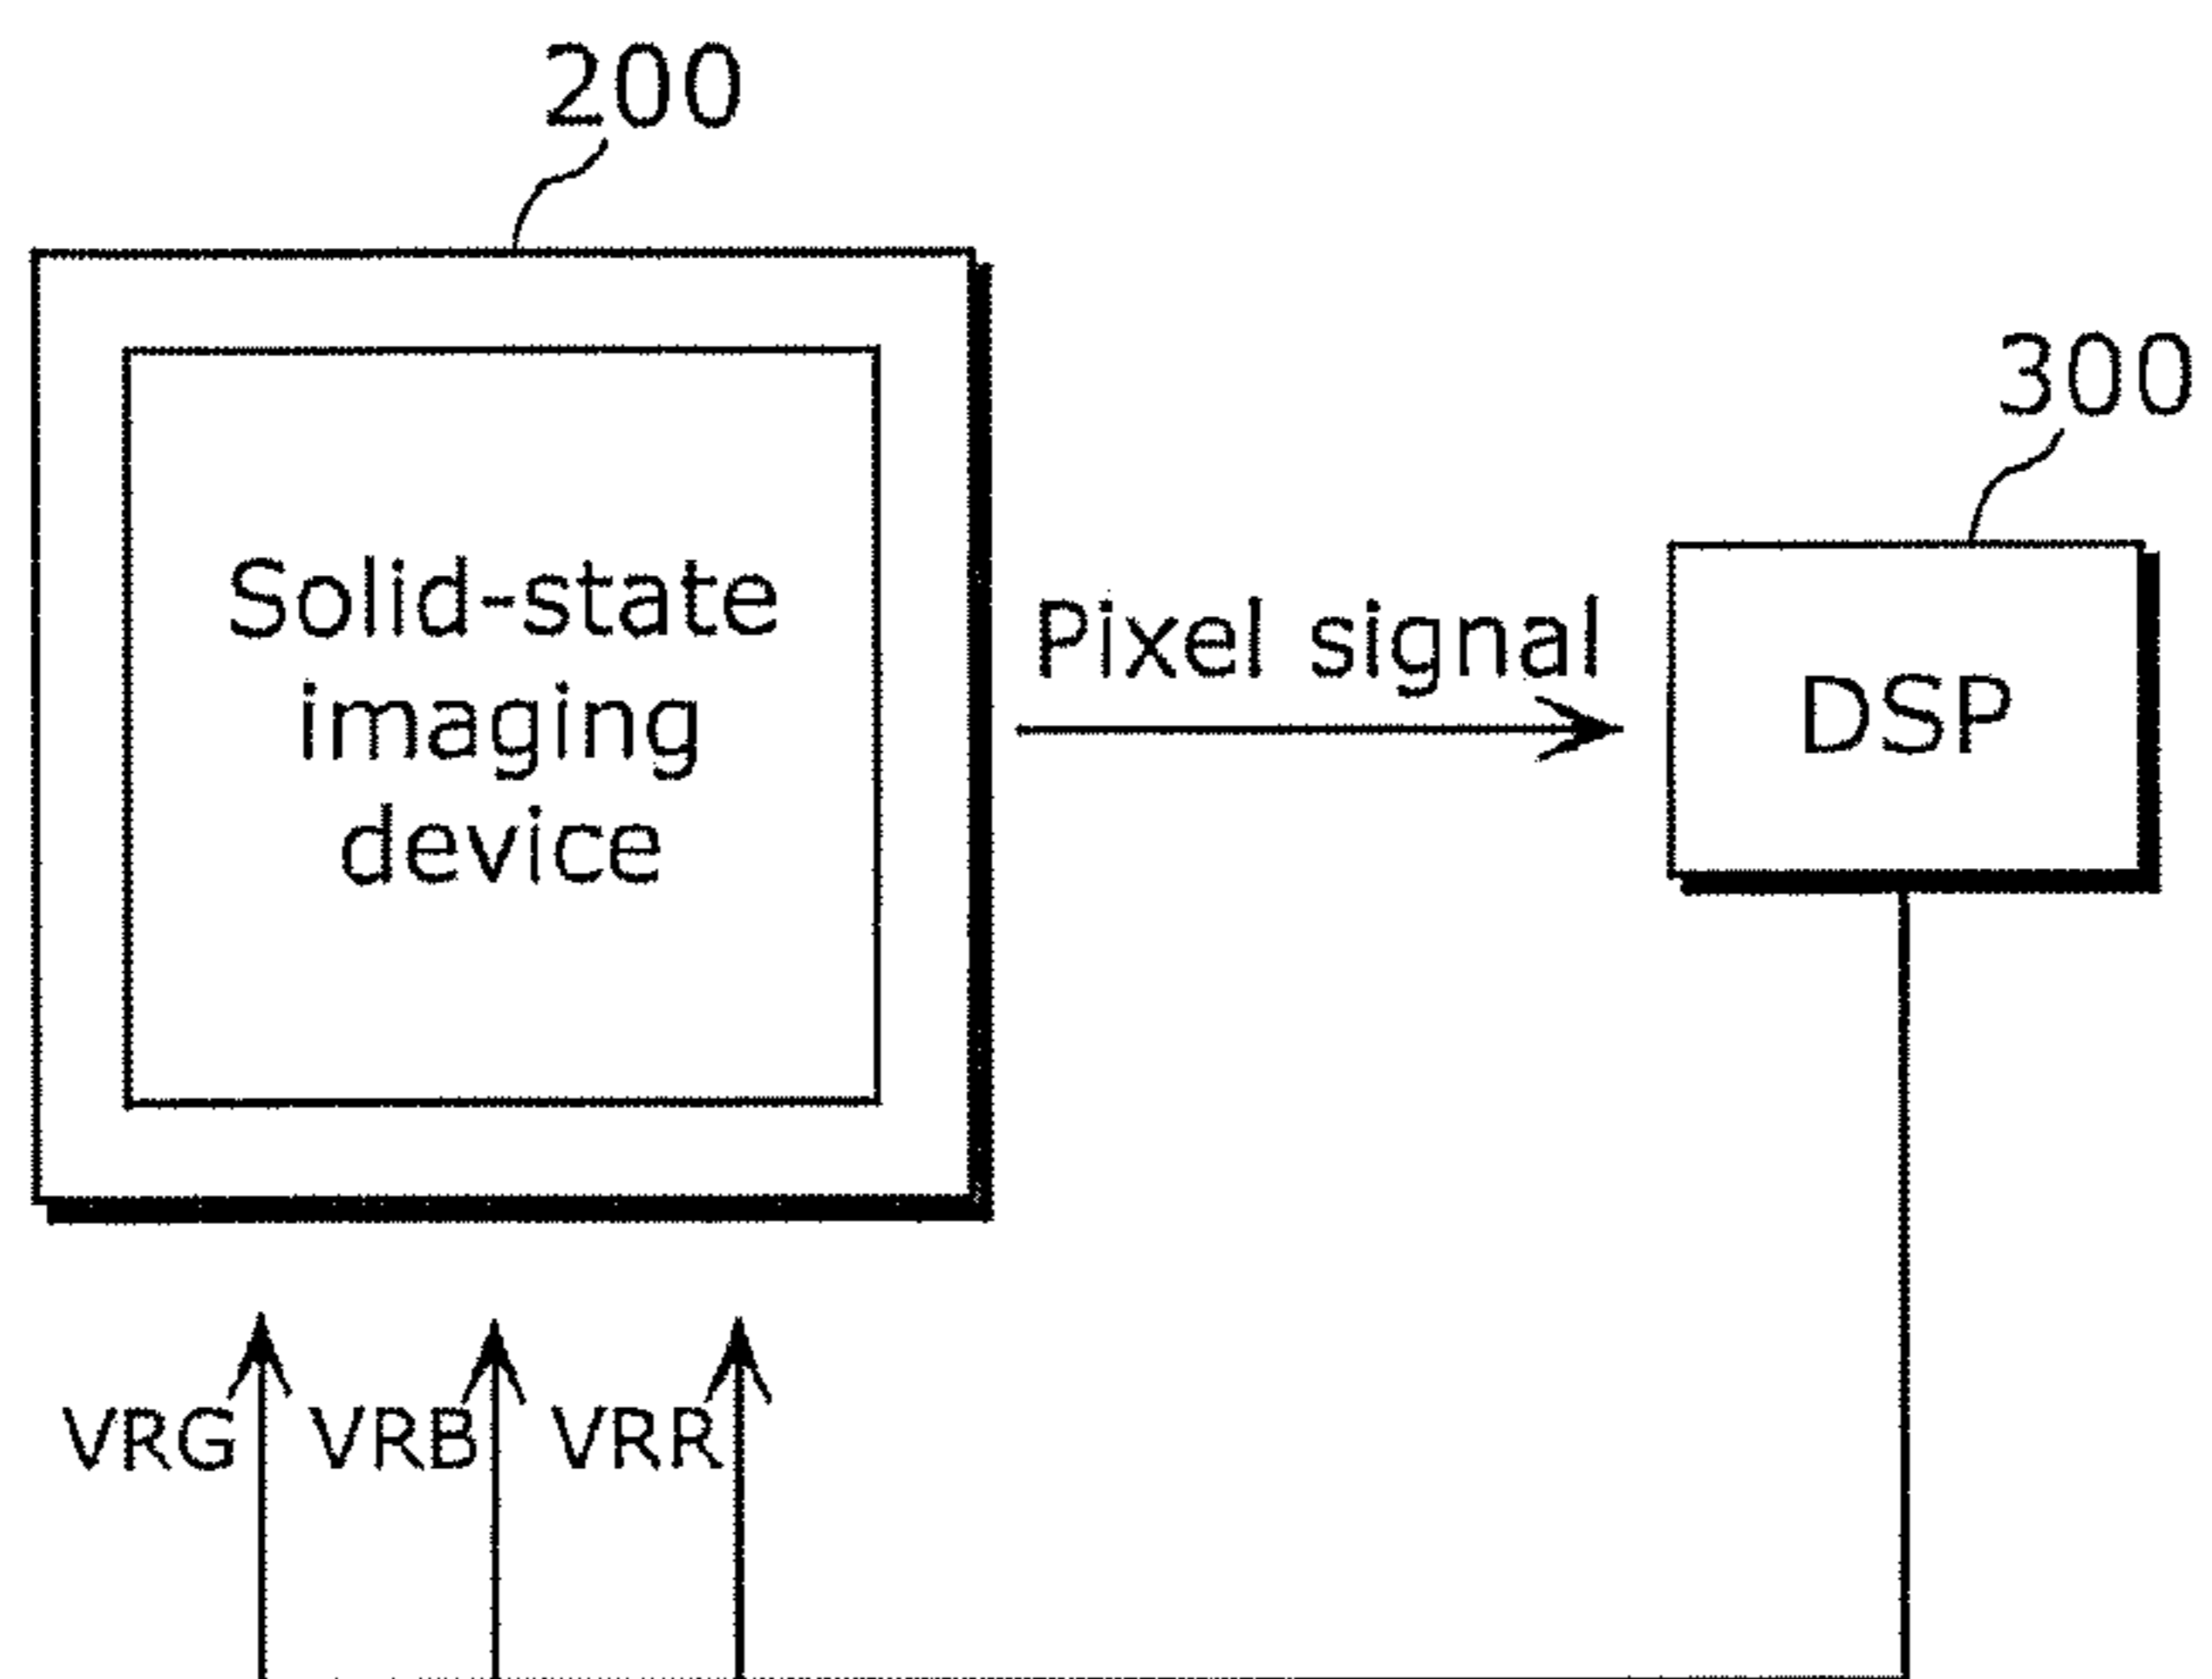 200
300
Solid-state
imaging
device
Pixel signal
DSP
VRG VRB VRR